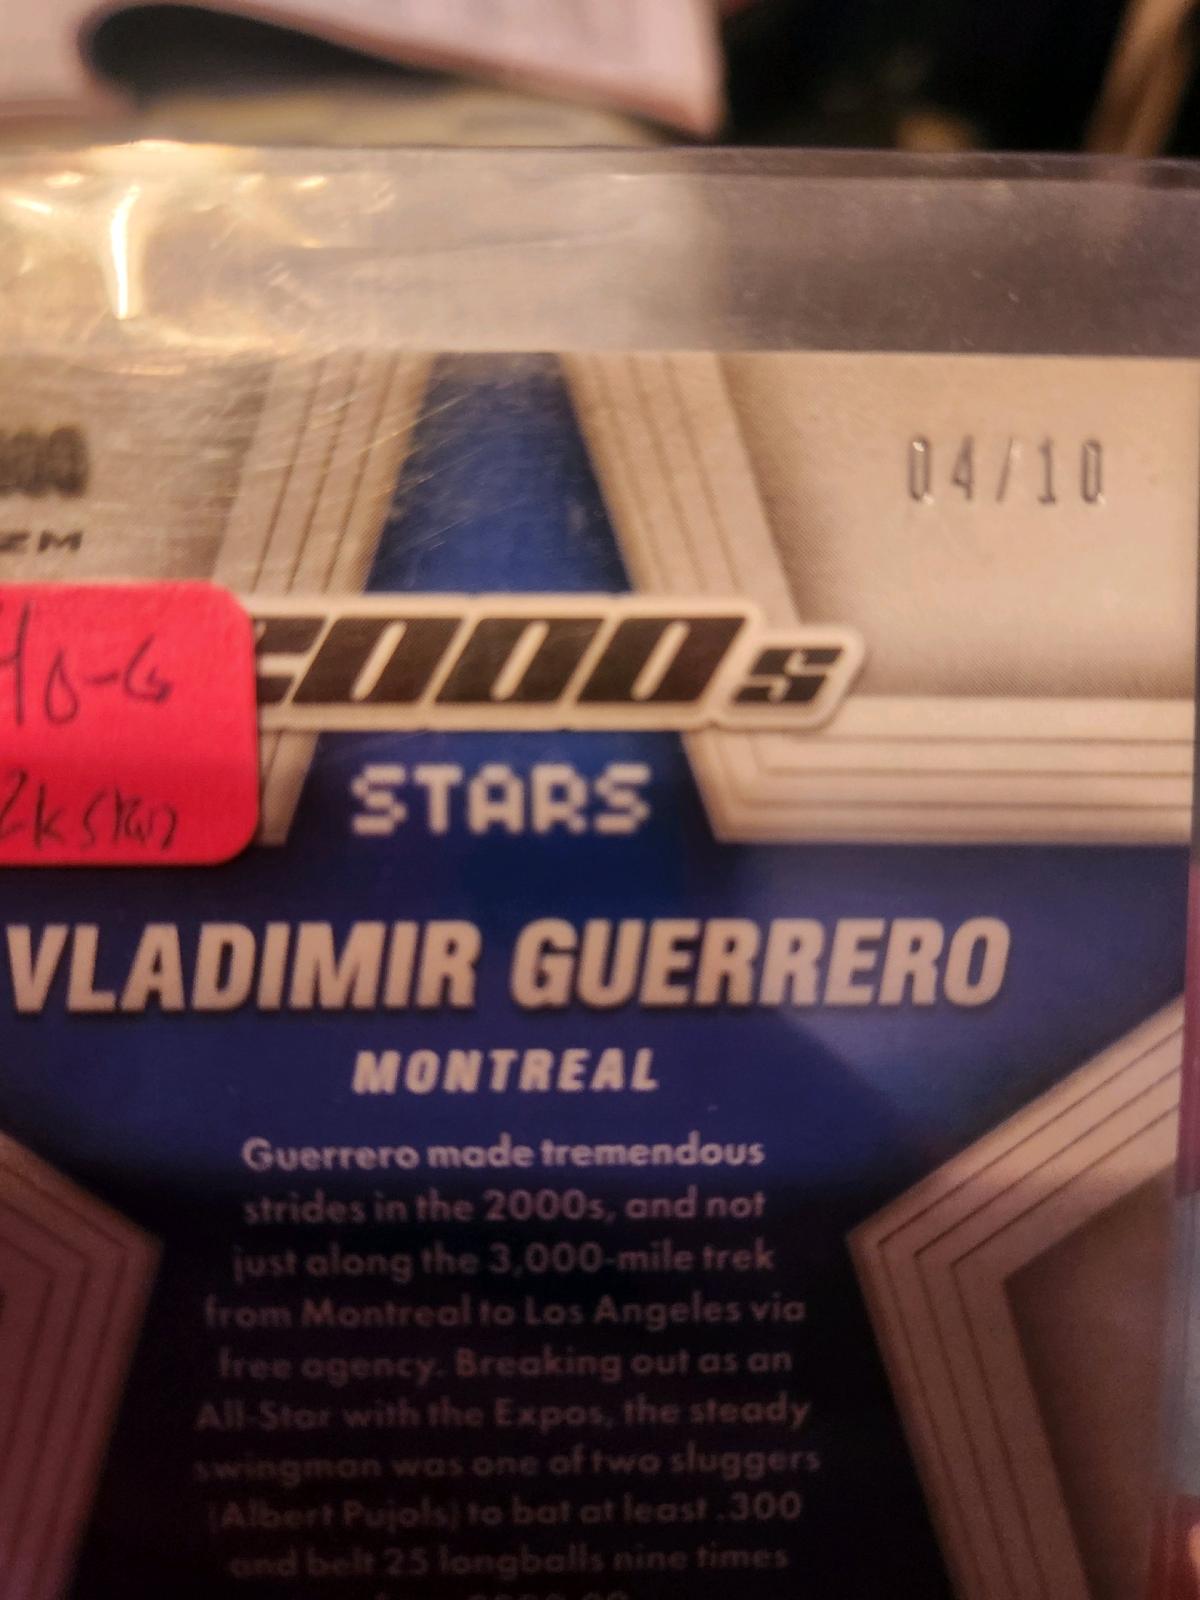 04/10
ZM
2000s
STARS
VLADIMIR GUERRERO
MONTREAL
Guerrero made tremendous
strides in the 2000s, and not
just along the 3,000-mile trek
from Montreal to Los Angeles via
free agency. Breaking out as an
All-Star with the Expos, the steady
swingman was one of two sluggers
(Albert Pujols) to bat at least .300
and belt 25 longballs nine times